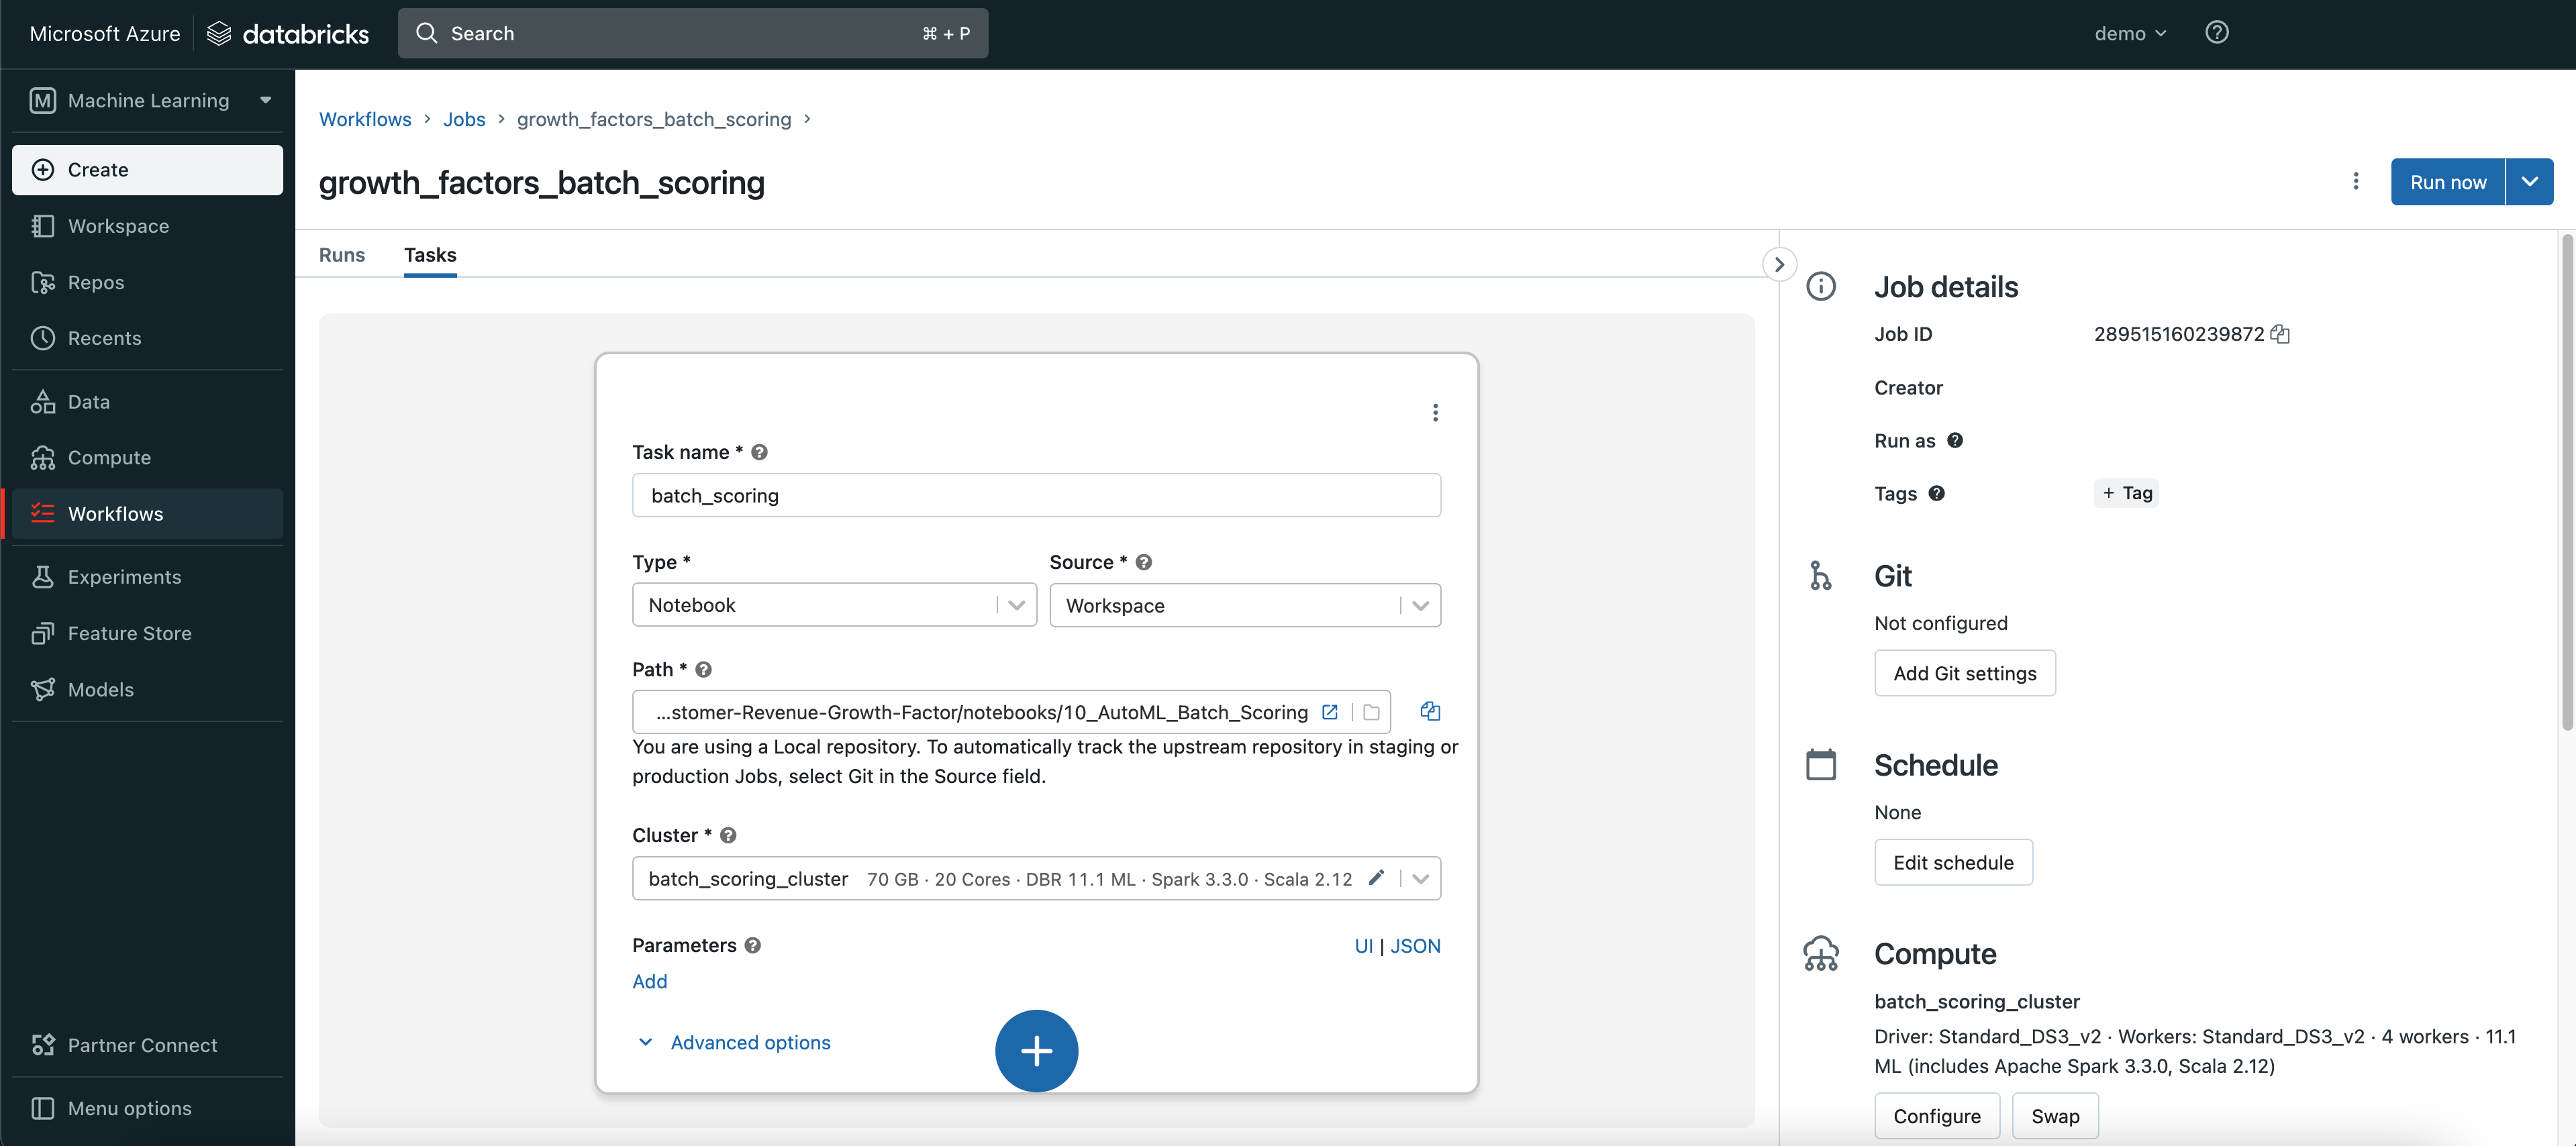 Microsoft Azure databricks Search ⌘ + P demo
M Machine Learning
Create
Workspace
Repos
Recents
Data
Compute
Workflows
Experiments
Feature Store
Models
Partner Connect
Menu options
Workflows > Jobs > growth_factors_batch_scoring >
growth_factors_batch_scoring
Run now
Runs Tasks
Task name * ?
batch_scoring
Type * Source * ?
Notebook Workspace
Path * ?
...stomer-Revenue-Growth-Factor/notebooks/10_AutoML_Batch_Scoring
You are using a Local repository. To automatically track the upstream repository in staging or
production Jobs, select Git in the Source field.
Cluster * ?
batch_scoring_cluster 70 GB · 20 Cores · DBR 11.1 ML · Spark 3.3.0 · Scala 2.12
Parameters ? UI | JSON
Add
Advanced options
Job details
Job ID 289515160239872
Creator
Run as ?
Tags ? + Tag
Git
Not configured
Add Git settings
Schedule
None
Edit schedule
Compute
batch_scoring_cluster
Driver: Standard_DS3_v2 · Workers: Standard_DS3_v2 · 4 workers · 11.1
ML (includes Apache Spark 3.3.0, Scala 2.12)
Configure Swap